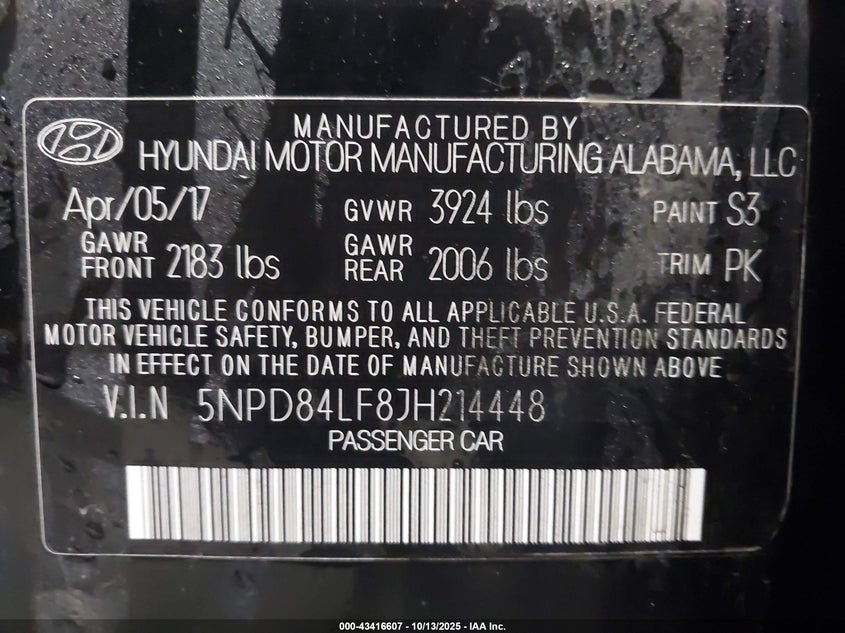 MANUFACTURED BY
HYUNDAI MOTOR MANUFACTURING ALABAMA, LLC
Apr/05/17 GVWR 3924 lbs PAINT S3
GAWR FRONT 2183 lbs GAWR REAR 2006 lbs TRIM PK
THIS VEHICLE CONFORMS TO ALL APPLICABLE U.S.A. FEDERAL
MOTOR VEHICLE SAFETY, BUMPER, AND THEFT PREVENTION STANDARDS
IN EFFECT ON THE DATE OF MANUFACTURE SHOWN ABOVE
V.I.N 5NPD84LF8JH214448
PASSENGER CAR
000-43416607 - 10/13/2025 - IAA Inc.